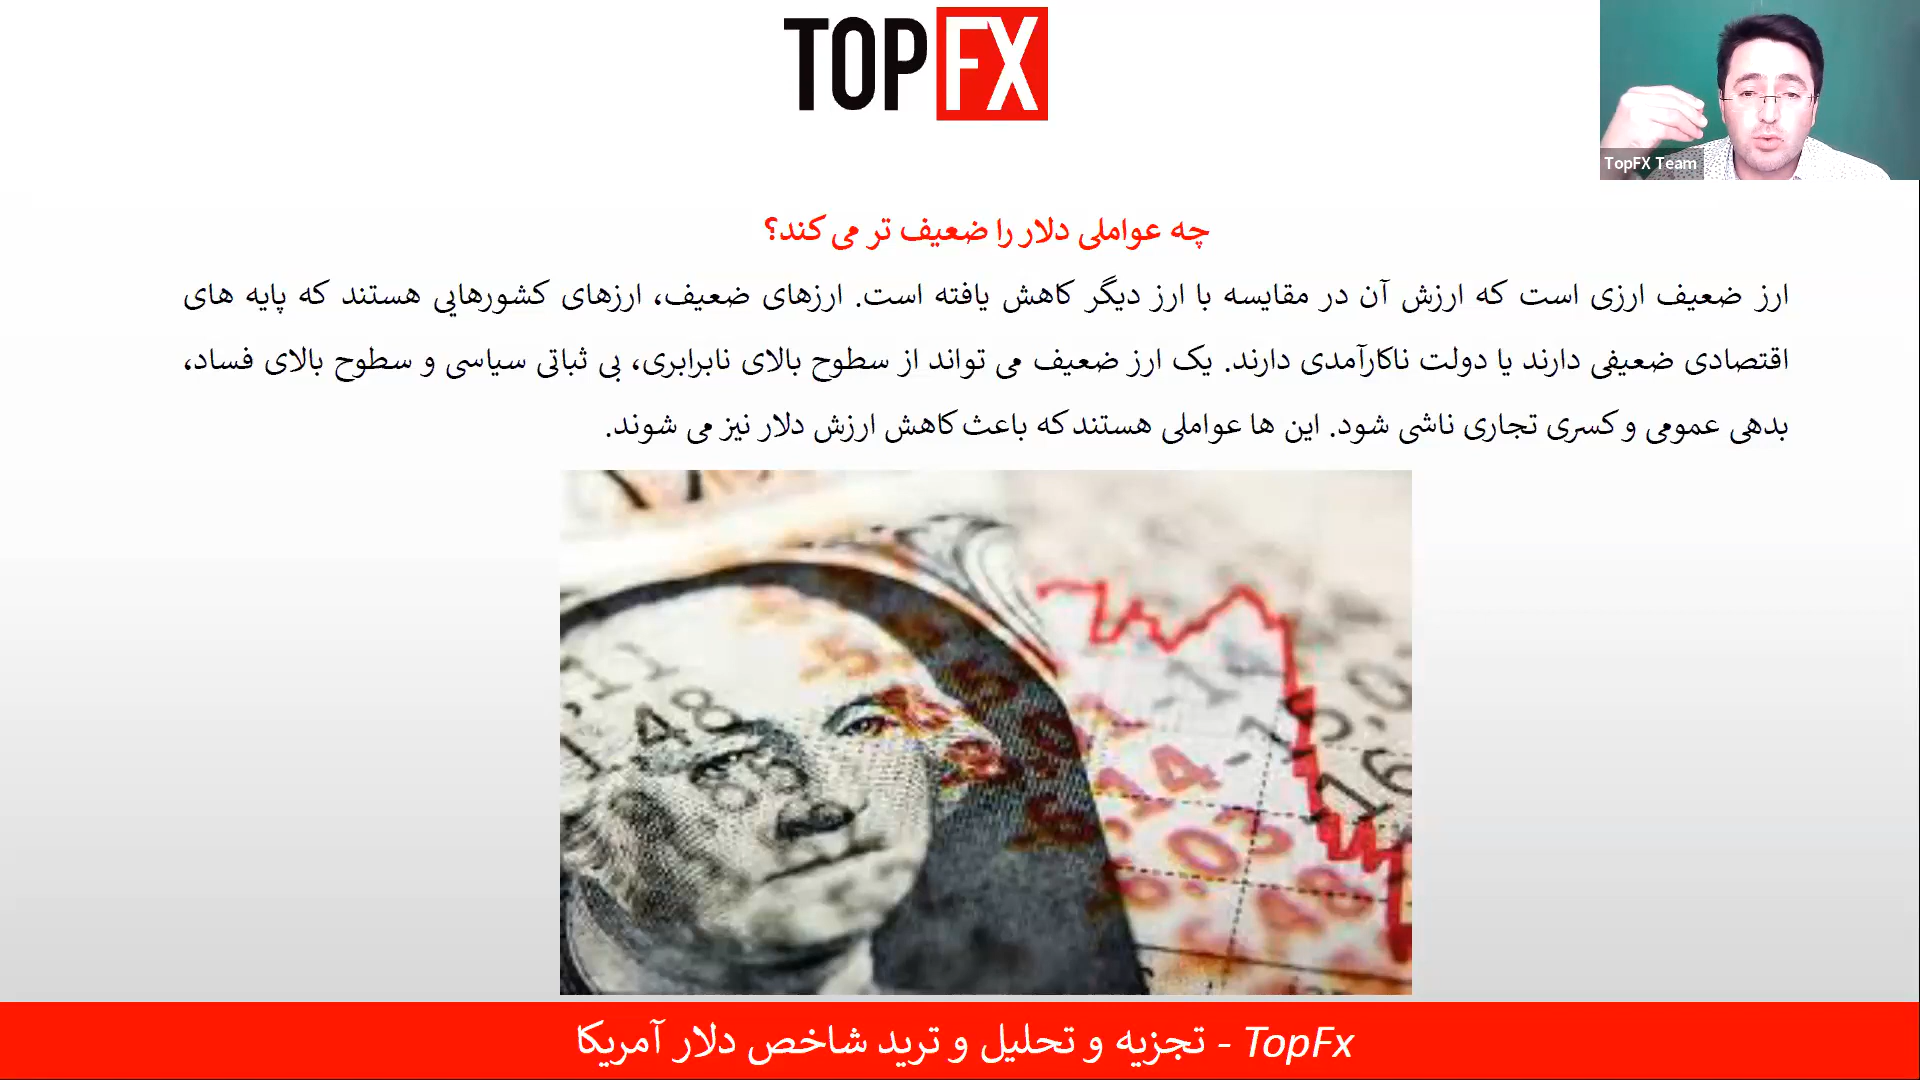 TOPFX
TopFX Team
چه عواملی دلار را ضعیف تر می کند؟
ارز ضعیف ارزی است که ارزش آن در مقایسه با ارز دیگر کاهش یافته است. ارزهای ضعیف، ارزهای کشورهایی هستند که پایه های
اقتصادی ضعیفی دارند یا دولت ناکارآمدی دارند. یک ارز ضعیف می تواند از سطوح بالای نابرابری، بی ثباتی سیاسی و سطوح بالای فساد،
بدهی عمومی و کسری تجاری ناشی شود. این ها عواملی هستند که باعث کاهش ارزش دلار نیز می شوند.
1.48
TopFx - تجزیه و تحلیل و ترید شاخص دلار آمریکا